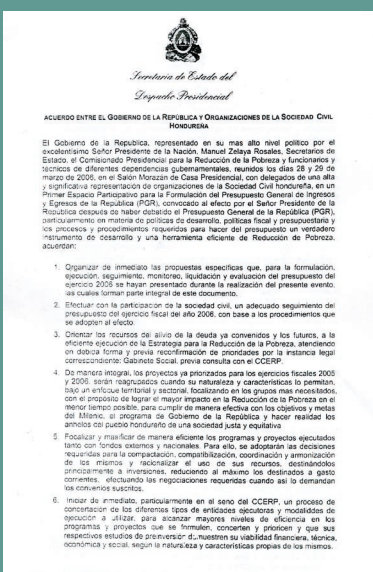 Secretaría de Estado del
Despacho Presidencial
ACUERDO ENTRE EL GOBIERNO DE LA REPÚBLICA Y ORGANIZACIONES DE LA SOCIEDAD CIVIL
HONDUREÑA
El Gobierno de la Republica, representado en su mas alto nivel politico por el
excelentísimo Señor Presidente de la Nación, Manuel Zelaya Rosales, Secretarios de
Estado, el Comisionado Presidencial para la Reducción de la Pobreza y funcionarios y
técnicos de diferentes dependencias gubernamentales, reunidos los días 28 y 29 de
marzo de 2006, en el Salón Morazán de Casa Presidencial, con delegados de una alta
y significativa representación de organizaciones de la Sociedad Civil hondureña, en un
Primer Espacio Participativo para la Formulación del Presupuesto General de Ingresos
y Egresos de la República (PGR), convocado al efecto por el Señor Presidente de la
República después de haber debatido el Presupuesto General de la República (PGR),
particularmente en materia de políticas de desarrollo, políticas fiscal y presupuestaria y
los procesos y procedimientos requeridos para hacer del presupuesto un verdadero
instrumento de desarrollo y una herramienta eficiente de Reducción de Pobreza,
acuerdan:
1. Organizar de inmediato las propuestas específicas que, para la formulación,
ejecución, seguimiento, monitoreo, liquidación y evaluación del presupuesto del
ejercicio 2006 se hayan presentado durante la realización del presente evento,
las cuales forman parte integral de este documento.
2. Efectuar con la participación de la sociedad civil, un adecuado seguimiento del
presupuesto del ejercicio fiscal del año 2006, con base a los procedimientos que
se adopten al efecto.
3. Orientar los recursos del alivio de la deuda ya convenidos y los futuros, a la
eficiente ejecución de la Estrategia para la Reducción de la Pobreza, atendiendo
en debida forma y previa reconfirmación de prioridades por la instancia legal
correspondiente: Gabinete Social, previa consulta con el CCERP.
4. De manera integral, los proyectos ya priorizados para los ejercicios fiscales 2005
y 2006, serán reagrupados cuando su naturaleza y características lo permitan,
bajo un enfoque territorial y sectorial, focalizando en los grupos mas necesitados,
con el propósito de lograr el mayor impacto en la Reducción de la Pobreza en el
menor tiempo posible, para cumplir de manera efectiva con los objetivos y metas
del Milenio, el programa de Gobierno de la República y hacer realidad los
anhelos del pueblo hondureño de una sociedad justa y equitativa
5. Focalizar y masificar de manera eficiente los programas y proyectos ejecutados
tanto con fondos externos y nacionales. Para ello, se adoptarán las decisiones
requeridas para la compactación, compatibilización, coordinación y armonización
de los mismos y racionalizar el uso de sus recursos, destinándolos
principalmente a inversiones, reduciendo al máximo los destinados a gasto
corrientes, efectuando las negociaciones requeridas cuando así lo demandan
los convenios suscritos.
6. Iniciar de inmediato, particularmente en el seno del CCERP, un proceso de
concertación de los diferentes tipos de entidades ejecutoras y modalidades de
ejecución a utilizar, para alcanzar mayores niveles de eficiencia en los
programas y proyectos que se formulen, concerten y prioricen y que sus
respectivos estudios de preinversión demuestren su viabilidad financiera, técnica,
económica y social, según la naturaleza y características propias de los mismos.